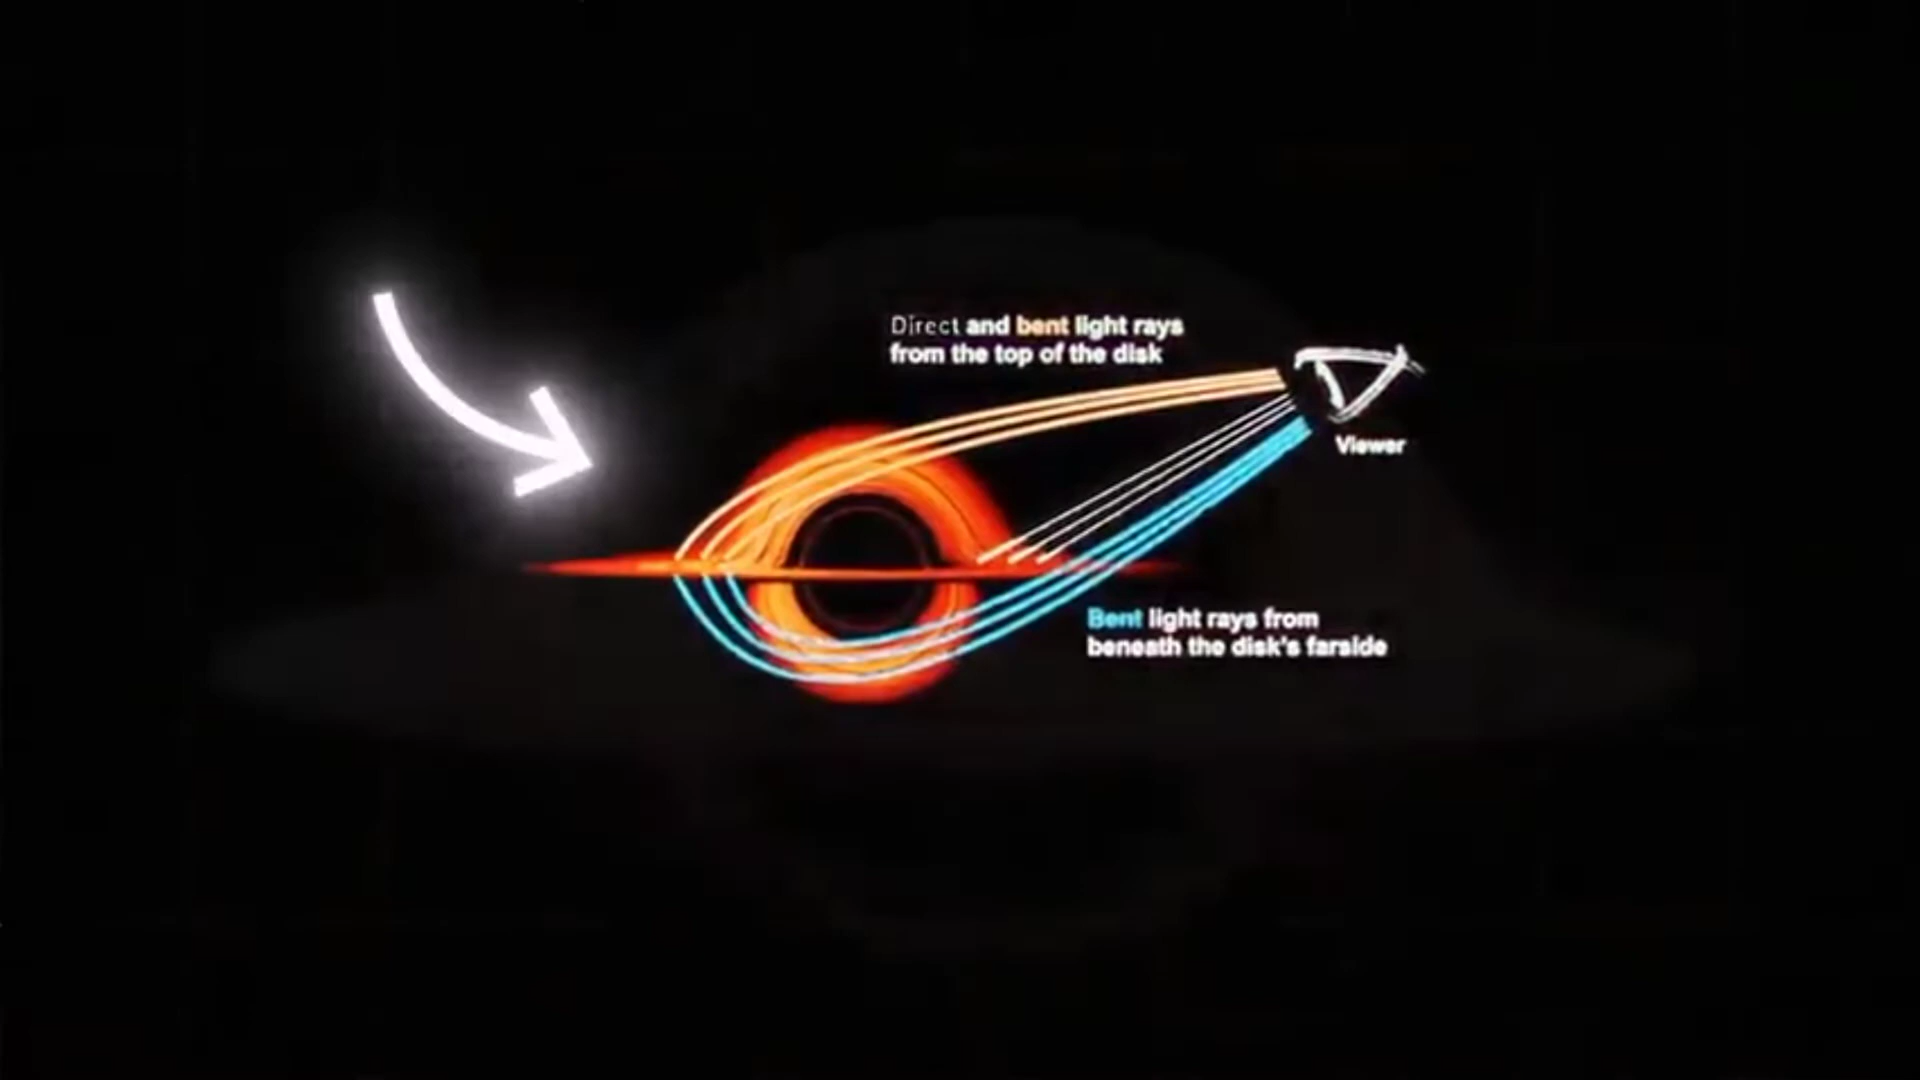 Direct and bent light rays
from the top of the disk
Viewer
Bent light rays from
beneath the disk's farside